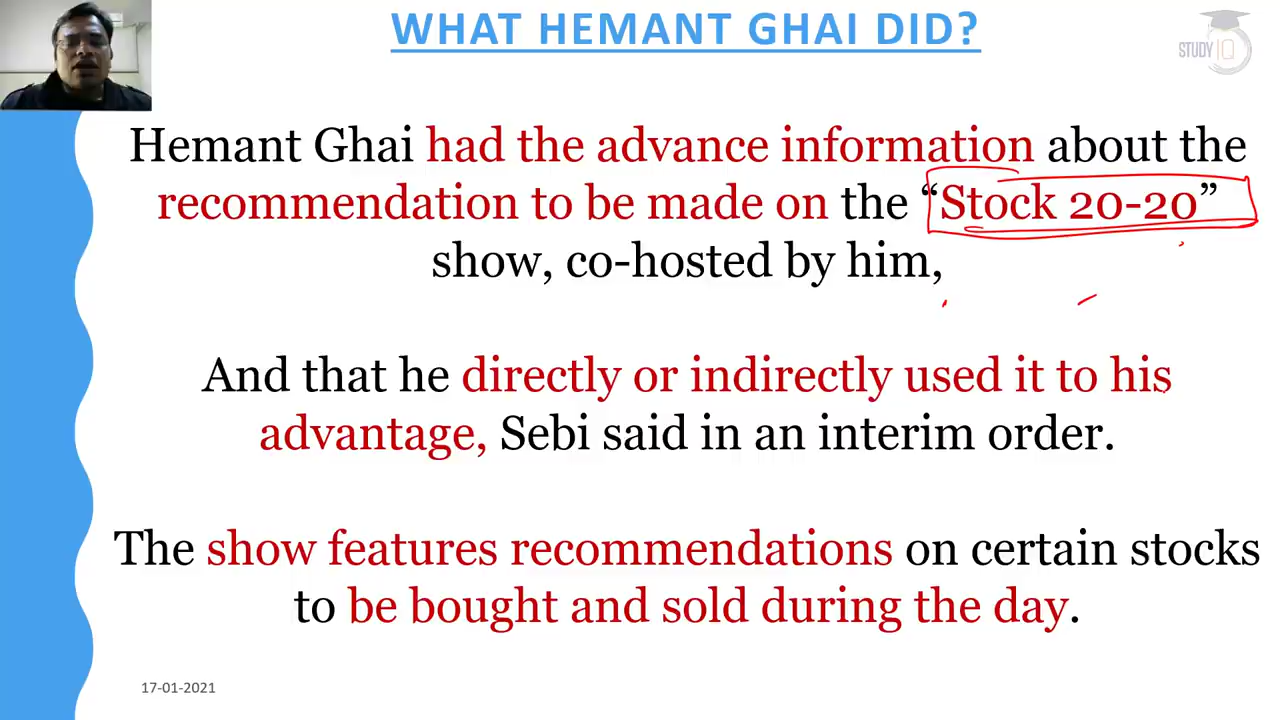 WHAT HEMANT GHAI DID?
STUDY IQ
Hemant Ghai had the advance information about the
recommendation to be made on the “Stock 20-20”
show, co-hosted by him,
And that he directly or indirectly used it to his
advantage, Sebi said in an interim order.
The show features recommendations on certain stocks
to be bought and sold during the day.
17-01-2021